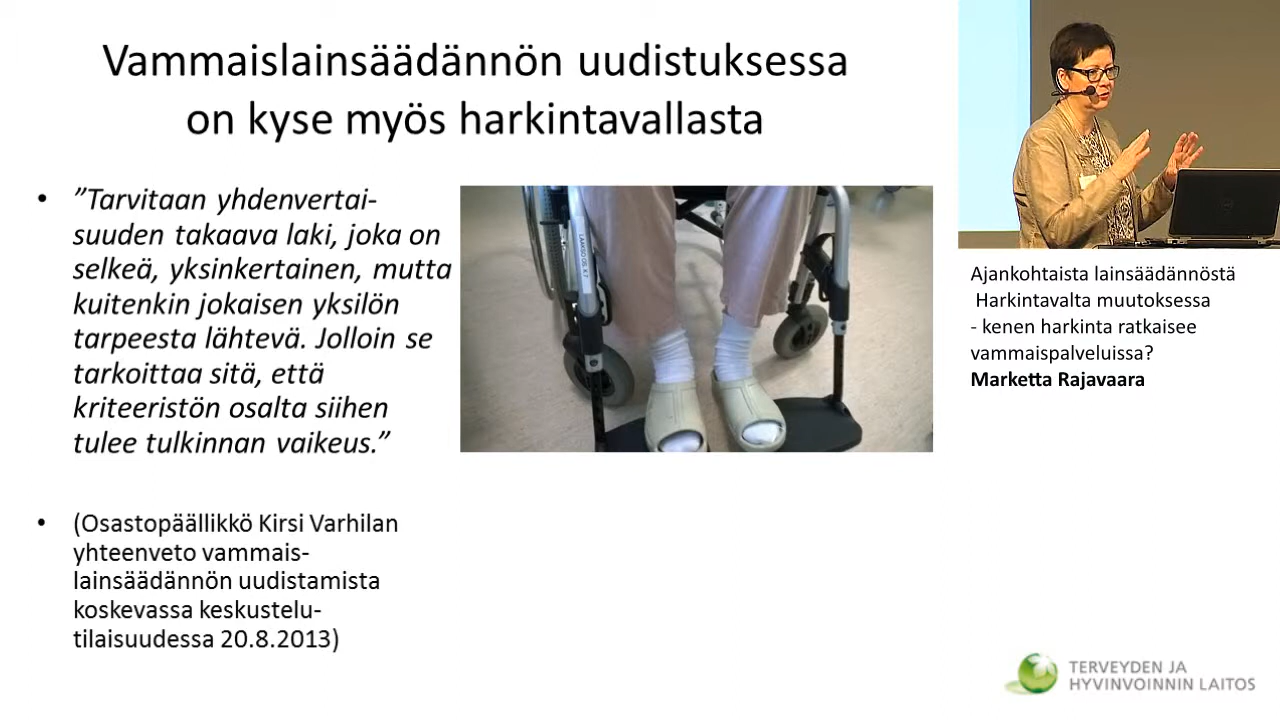 Vammaislainsäädännön uudistuksessa
on kyse myös harkintavallasta
• ”Tarvitaan yhdenvertai-
suuden takaava laki, joka on
selkeä, yksinkertainen, mutta
kuitenkin jokaisen yksilön
tarpeesta lähtevä. Jolloin se
tarkoittaa sitä, että
kriteeristön osalta siihen
tulee tulkinnan vaikeus.”
• (Osastopäällikkö Kirsi Varhilan
yhteenveto vammais-
lainsäädännön uudistamista
koskevassa keskustelu-
tilaisuudessa 20.8.2013)
Ajankohtaista lainsäädännöstä
Harkintavalta muutoksessa
- kenen harkinta ratkaisee
vammaispalveluissa?
Marketta Rajavaara
TERVEYDEN JA
HYVINVOINNIN LAITOS